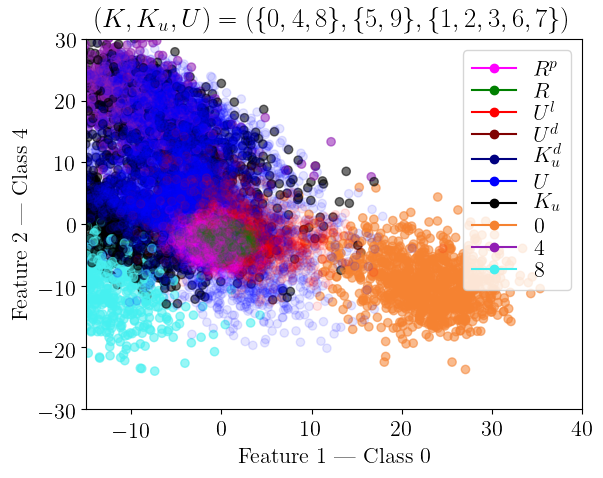 (K, K_u, U) = ({0, 4, 8}, {5, 9}, {1, 2, 3, 6, 7})
30
20
10
0
−10
−20
−30
Feature 2 — Class 4
R^p
R
U^l
U^d
K_u^d
U
K_u
0
4
8
−10
0
10
20
30
40
Feature 1 — Class 0